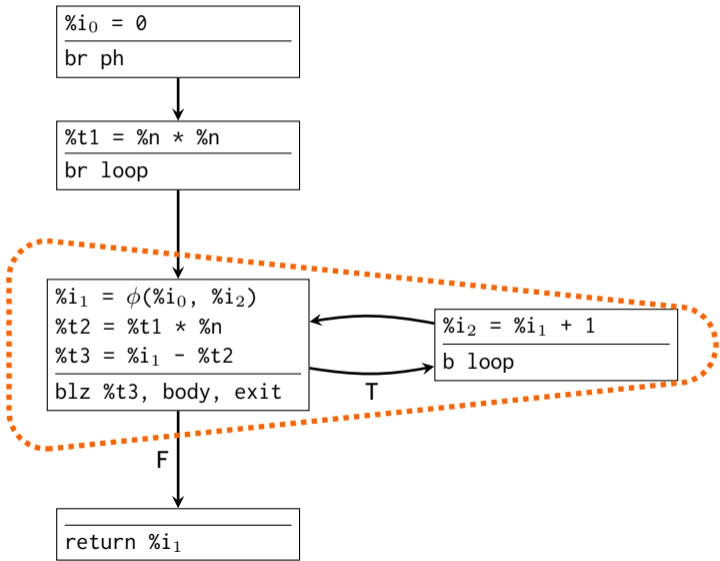 %i₀ = 0
br ph
%t1 = %n * %n
br loop
%i₁ = ϕ(%i₀, %i₂)
%t2 = %t1 * %n
%t3 = %i₁ - %t2
blz %t3, body, exit
%i₂ = %i₁ + 1
b loop
T
F
return %i₁